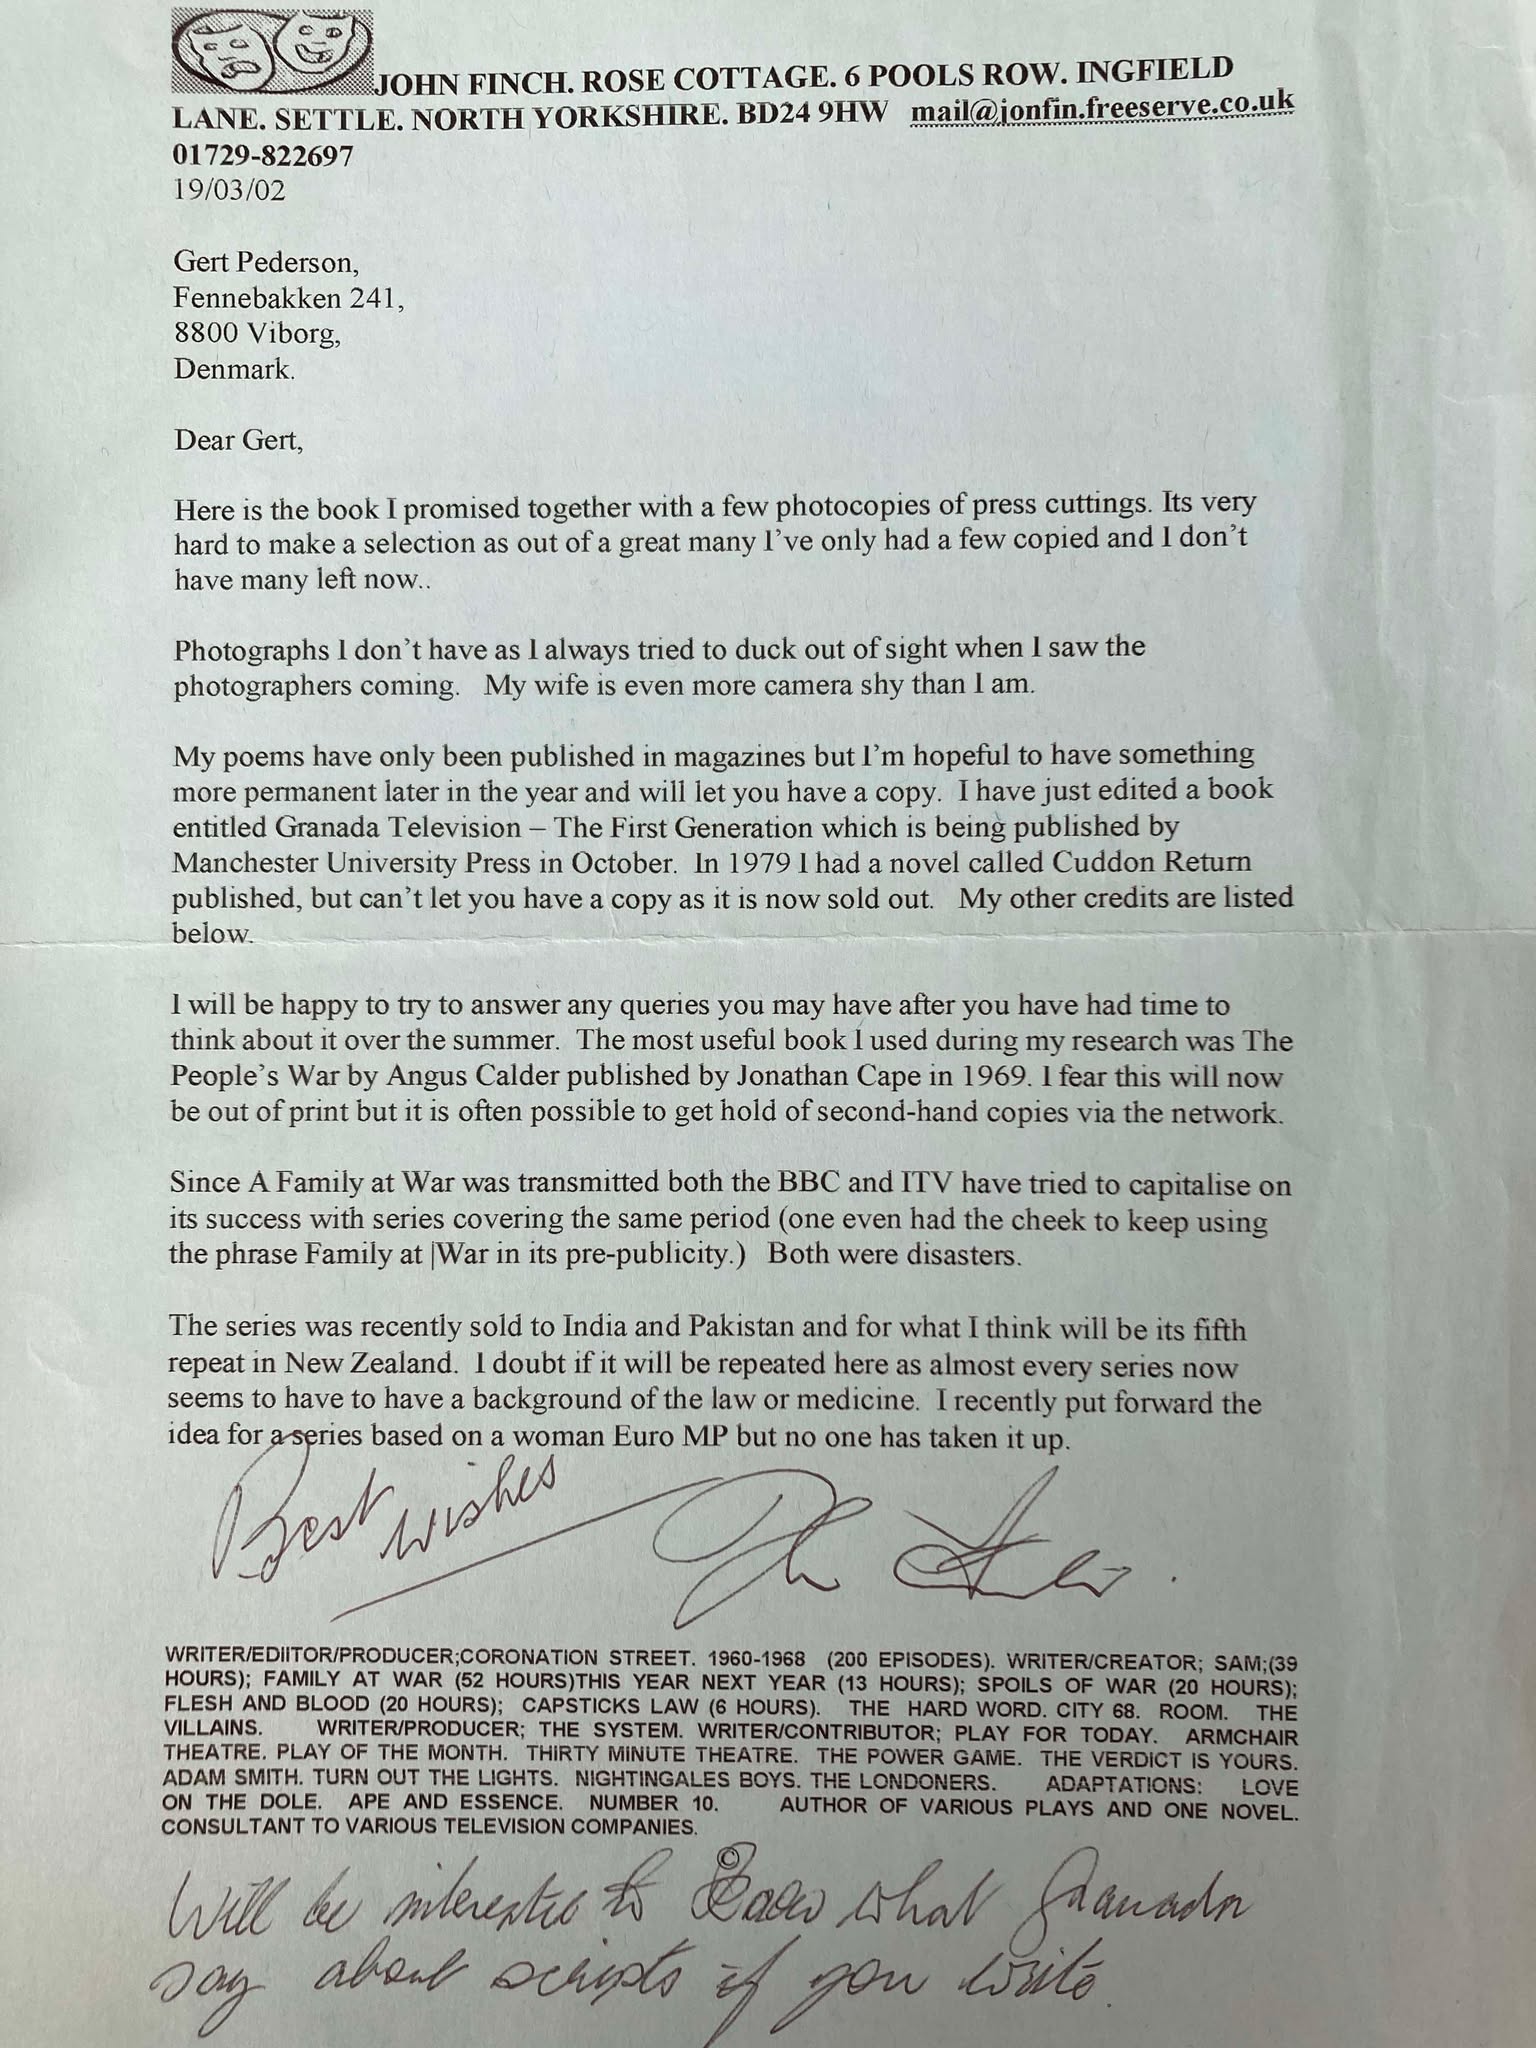 JOHN FINCH. ROSE COTTAGE. 6 POOLS ROW. INGFIELD
LANE. SETTLE. NORTH YORKSHIRE. BD24 9HW mail@jonfin.freeserve.co.uk
01729-822697
19/03/02
Gert Pederson,
Fennebakken 241,
8800 Viborg,
Denmark.
Dear Gert,
Here is the book I promised together with a few photocopies of press cuttings. Its very
hard to make a selection as out of a great many I’ve only had a few copied and I don’t
have many left now..
Photographs I don’t have as I always tried to duck out of sight when I saw the
photographers coming. My wife is even more camera shy than I am.
My poems have only been published in magazines but I’m hopeful to have something
more permanent later in the year and will let you have a copy. I have just edited a book
entitled Granada Television – The First Generation which is being published by
Manchester University Press in October. In 1979 I had a novel called Cuddon Return
published, but can’t let you have a copy as it is now sold out. My other credits are listed
below.
I will be happy to try to answer any queries you may have after you have had time to
think about it over the summer. The most useful book I used during my research was The
People’s War by Angus Calder published by Jonathan Cape in 1969. I fear this will now
be out of print but it is often possible to get hold of second-hand copies via the network.
Since A Family at War was transmitted both the BBC and ITV have tried to capitalise on
its success with series covering the same period (one even had the cheek to keep using
the phrase Family at |War in its pre-publicity.) Both were disasters.
The series was recently sold to India and Pakistan and for what I think will be its fifth
repeat in New Zealand. I doubt if it will be repeated here as almost every series now
seems to have to have a background of the law or medicine. I recently put forward the
idea for a series based on a woman Euro MP but no one has taken it up.
Best wishes John Finch.
WRITER/EDIITOR/PRODUCER;CORONATION STREET. 1960-1968 (200 EPISODES). WRITER/CREATOR; SAM;(39
HOURS); FAMILY AT WAR (52 HOURS)THIS YEAR NEXT YEAR (13 HOURS); SPOILS OF WAR (20 HOURS);
FLESH AND BLOOD (20 HOURS); CAPSTICKS LAW (6 HOURS). THE HARD WORD. CITY 68. ROOM. THE
VILLAINS. WRITER/PRODUCER; THE SYSTEM. WRITER/CONTRIBUTOR; PLAY FOR TODAY. ARMCHAIR
THEATRE. PLAY OF THE MONTH. THIRTY MINUTE THEATRE. THE POWER GAME. THE VERDICT IS YOURS.
ADAM SMITH. TURN OUT THE LIGHTS. NIGHTINGALES BOYS. THE LONDONERS. ADAPTATIONS: LOVE
ON THE DOLE. APE AND ESSENCE. NUMBER 10. AUTHOR OF VARIOUS PLAYS AND ONE NOVEL.
CONSULTANT TO VARIOUS TELEVISION COMPANIES.
©
Will be interested to know what Granada
say about scripts if you write.